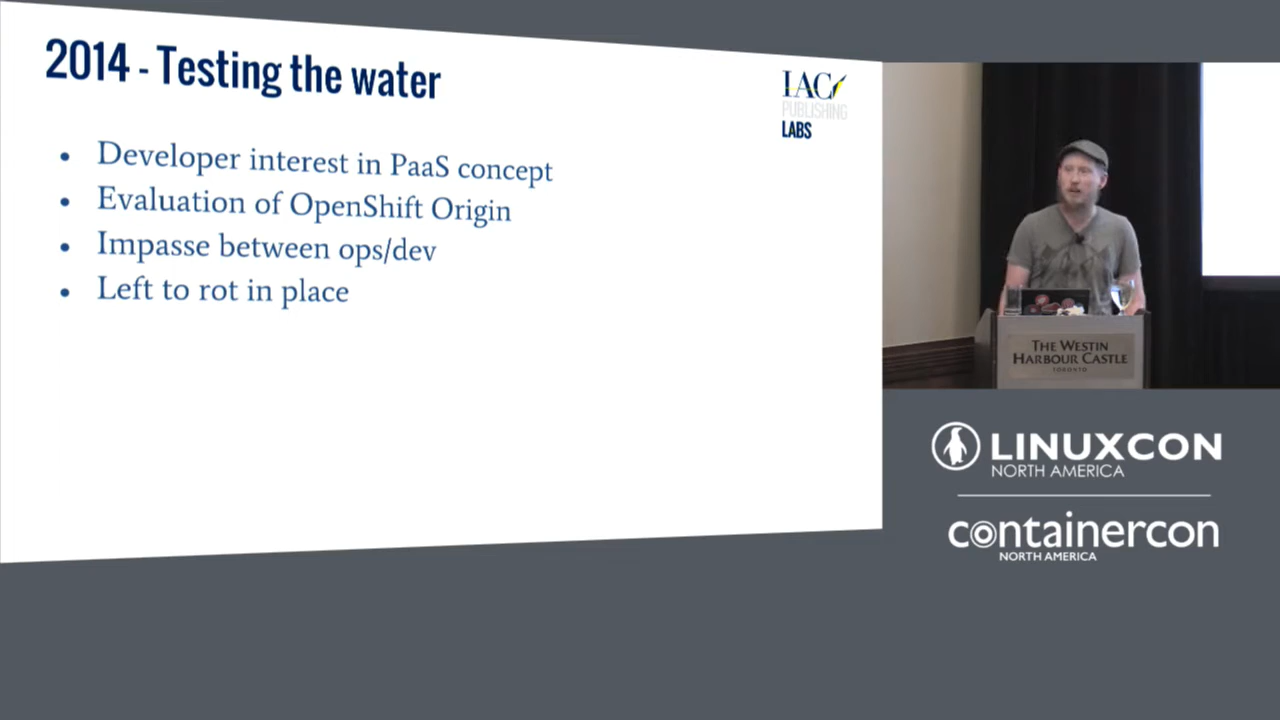 2014 - Testing the water
IAC
PUBLISHING
LABS
• Developer interest in PaaS concept
• Evaluation of OpenShift Origin
• Impasse between ops/dev
• Left to rot in place
THE WESTIN
HARBOUR CASTLE
TORONTO
LINUXCON
NORTH AMERICA
containercon
NORTH AMERICA